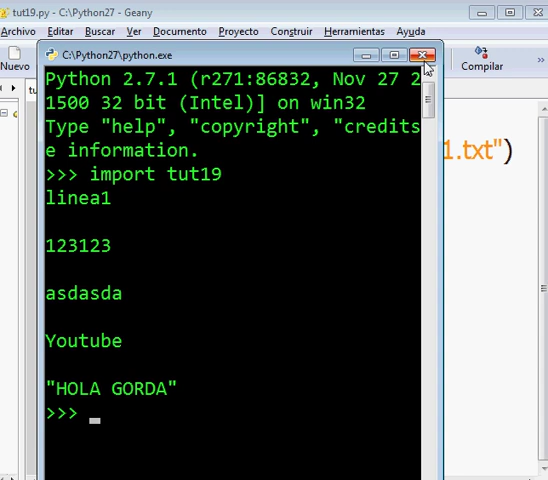 tut19.py - C:\Python27 - Geany
Archivo Editar Buscar Ver Documento Proyecto Construir Herramientas Ayuda
C:\Python27\python.exe
Nuevo
Compilar
Python 2.7.1 (r271:86832, Nov 27 2
1500 32 bit (Intel)] on win32
Type "help", "copyright", "credits
e information.
>>> import tut19
linea1
123123
asdasda
Youtube
"HOLA GORDA"
>>>
1.txt")